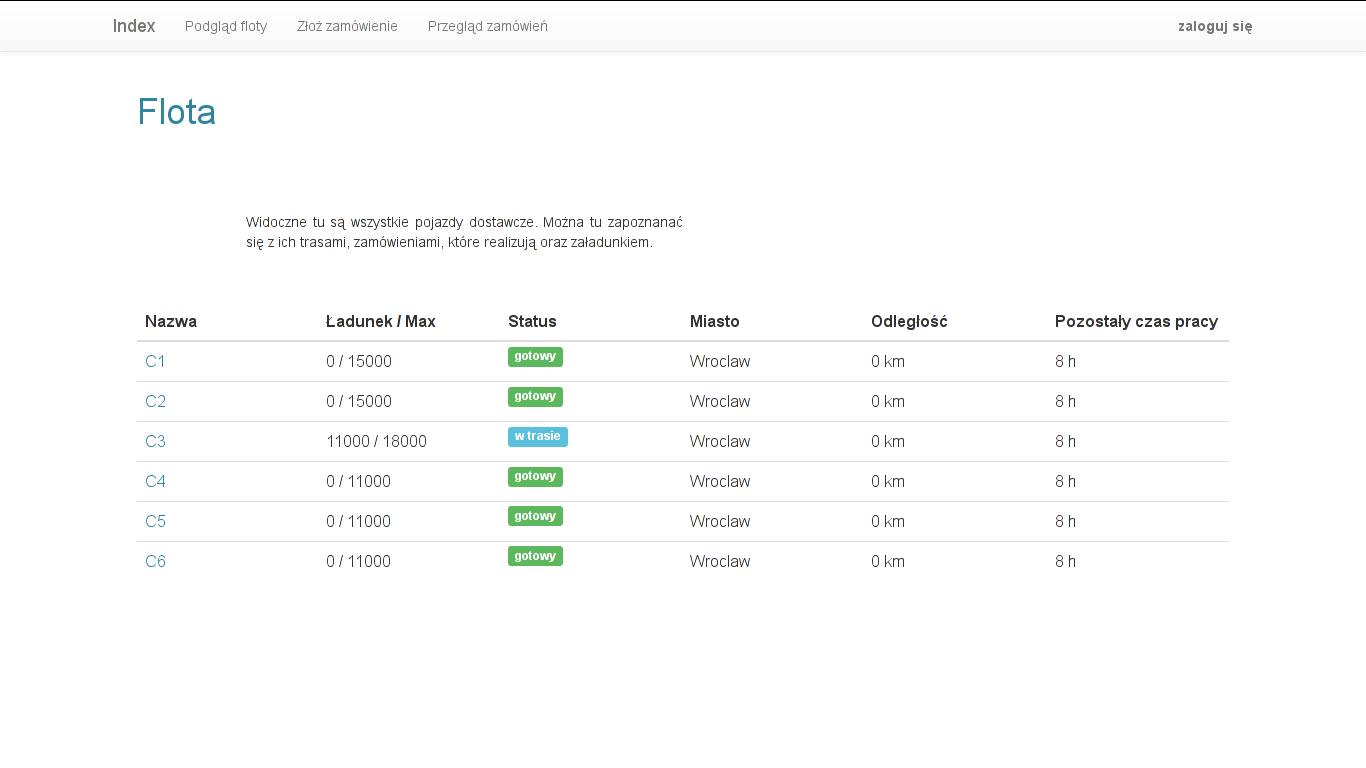 Index Podgląd floty Złoż zamówienie Przegląd zamówień zaloguj się
Flota
Widoczne tu są wszystkie pojazdy dostawcze. Można tu zapoznanać
się z ich trasami, zamówieniami, które realizują oraz załadunkiem.
Nazwa Ładunek / Max Status Miasto Odległość Pozostały czas pracy
C1 0 / 15000 gotowy Wroclaw 0 km 8 h
C2 0 / 15000 gotowy Wroclaw 0 km 8 h
C3 11000 / 18000 w trasie Wroclaw 0 km 8 h
C4 0 / 11000 gotowy Wroclaw 0 km 8 h
C5 0 / 11000 gotowy Wroclaw 0 km 8 h
C6 0 / 11000 gotowy Wroclaw 0 km 8 h